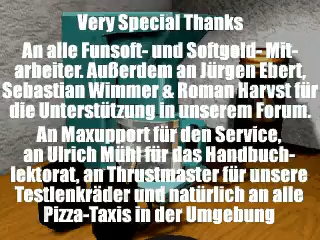 Very Special Thanks
An alle Funsoft- und Softgold- Mit-
arbeiter. Außerdem an Jürgen Ebert,
Sebastian Wimmer & Roman Harvst für
die Unterstützung in unserem Forum.
An Maxupport für den Service,
an Ulrich Mühl für das Handbuch-
lektorat, an Thrustmaster für unsere
Testlenkräder und natürlich an alle
Pizza-Taxis in der Umgebung